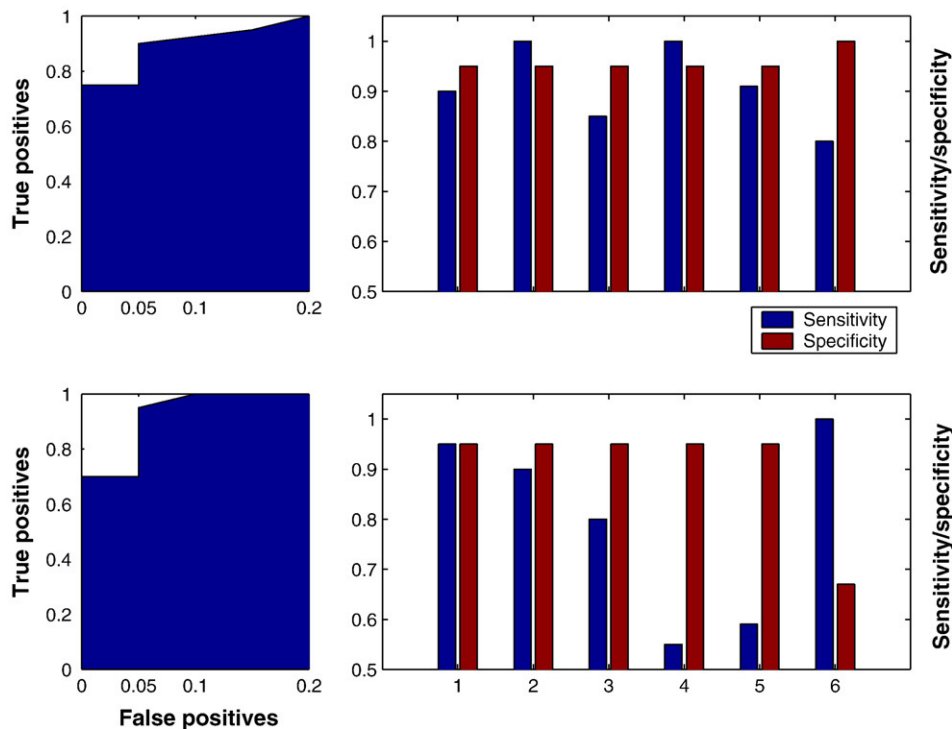 True positives
1
0.8
0.6
0.4
0.2
0
0 0.05 0.1 0.2
1
0.9
0.8
0.7
0.6
0.5
Sensitivity/specificity
Sensitivity
Specificity
True positives
1
0.8
0.6
0.4
0.2
0
0 0.05 0.1 0.2
False positives
1
0.9
0.8
0.7
0.6
0.5
1 2 3 4 5 6
Sensitivity/specificity